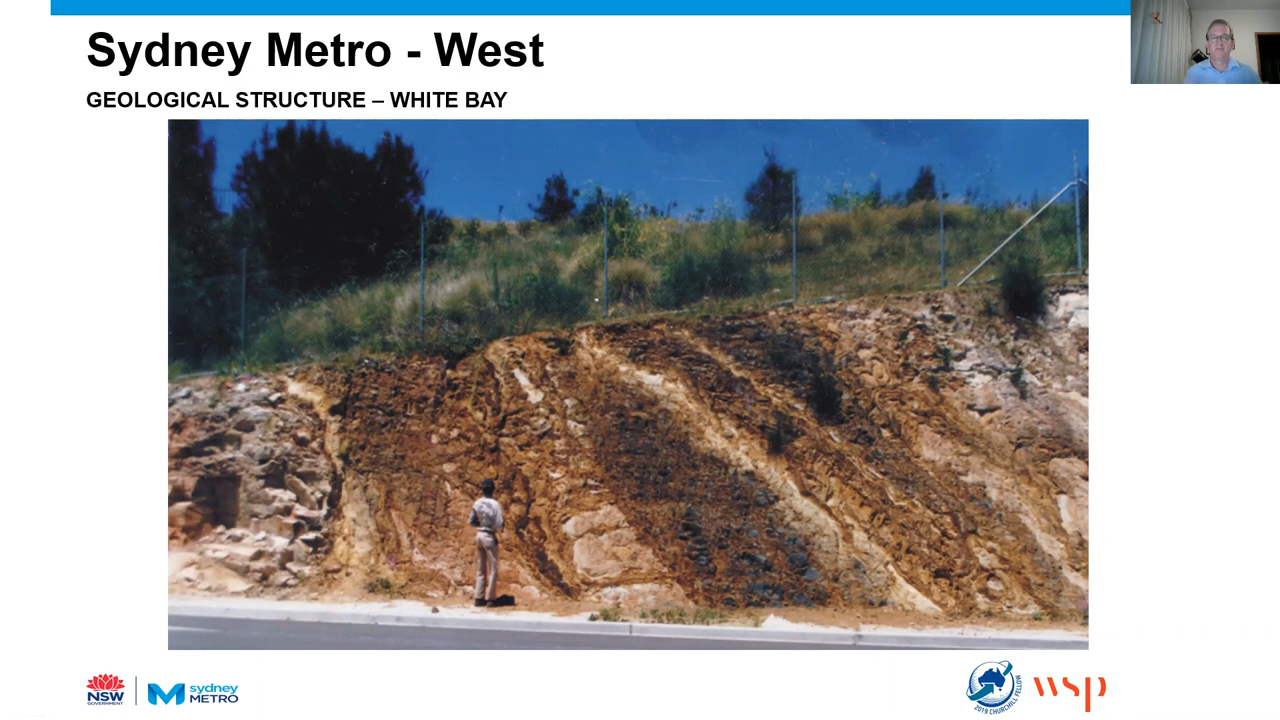 Sydney Metro - West
GEOLOGICAL STRUCTURE – WHITE BAY
NSW
GOVERNMENT
sydney
METRO
2019 CHURCHILL FELLOW
wsp